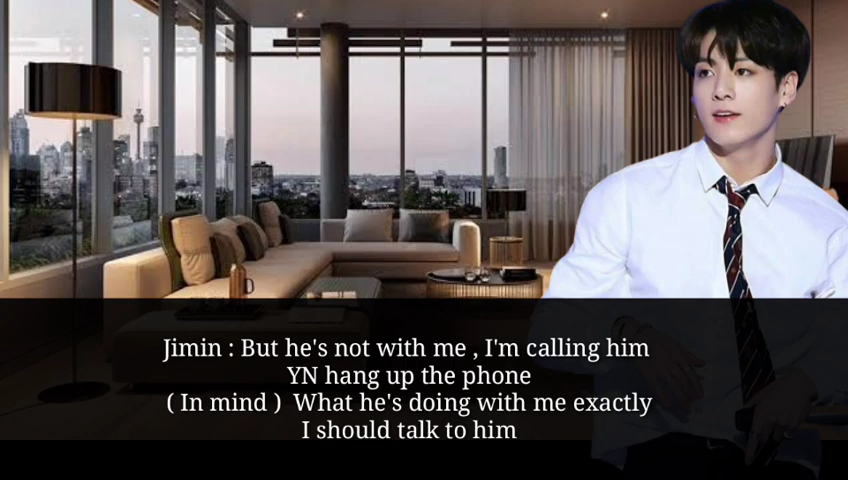 Jimin : But he's not with me , I'm calling him
YN hang up the phone
( In mind )  What he's doing with me exactly
I should talk to him